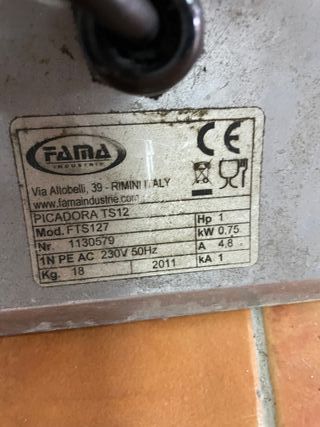 FAMA
INDUSTRIE
CE
Via Altobelli, 39 - RIMINI ITALY
www.famaindustrie.com
PICADORA TS12
Hp 1
Mod. FTS127
kW 0.75
Nr. 1130579
A 4,8
1N PE AC 230V 50Hz
kA 1
Kg. 18
2011